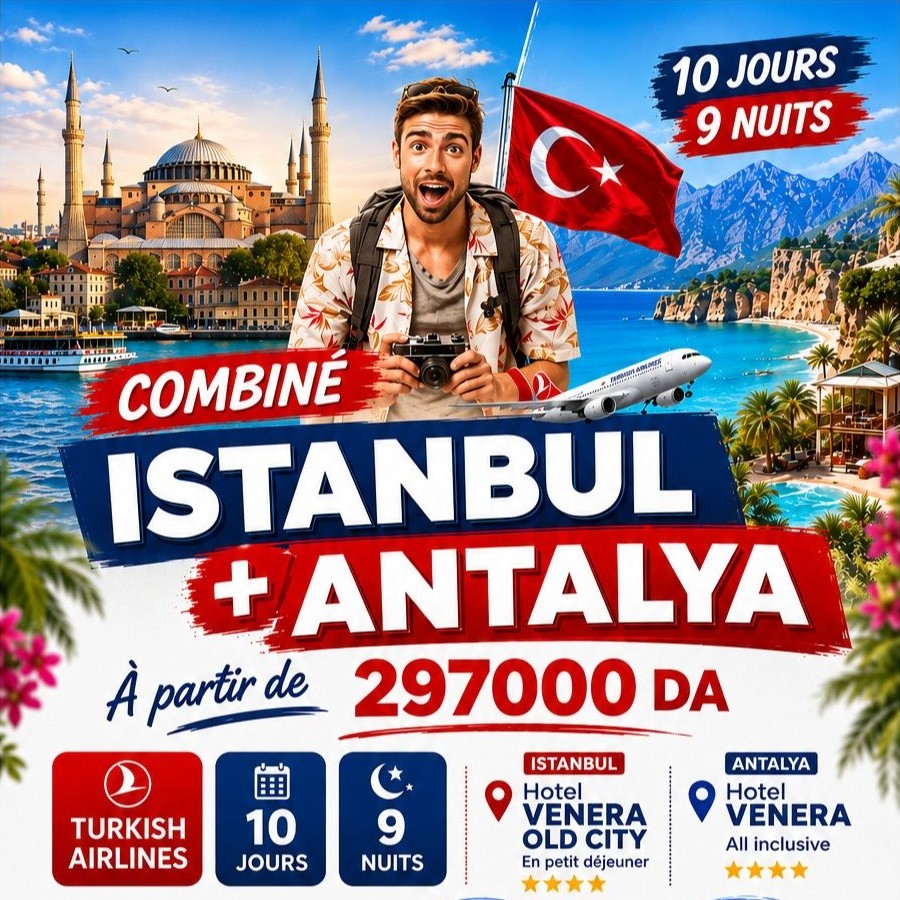 10 JOURS
9 NUITS
COMBINÉ
ISTANBUL
+ ANTALYA
À partir de 297000 DA
TURKISH
AIRLINES
10
JOURS
9
NUITS
ISTANBUL
Hotel
VENERA
OLD CITY
En petit déjeuner
ANTALYA
Hotel
VENERA
All inclusive